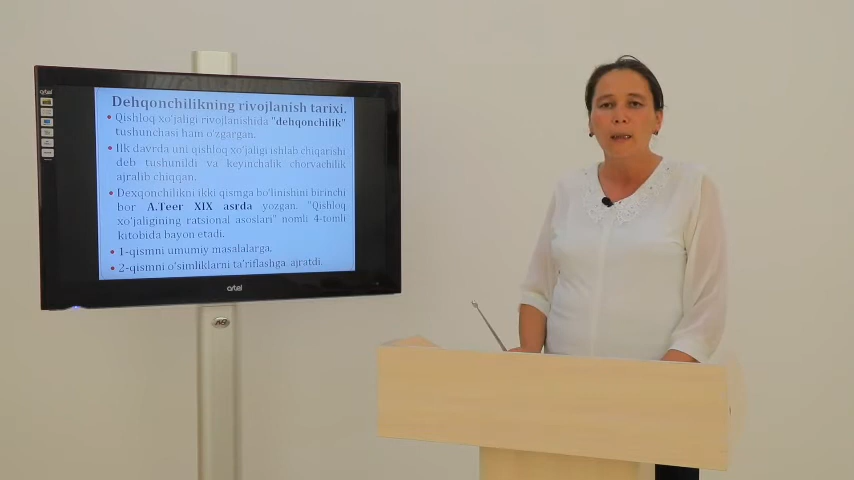 Dehqonchilikning rivojlanish tarixi.
Qishloq xo'jaligi rivojlanishida "dehqonchilik"
tushunchasi ham o'zgargan.
Ilk davrda uni qishloq xo'jaligi ishlab chiqarishi
deb tushunildi va keyinchalik chorvachilik
ajralib chiqqan.
Dexqonchilikni ikki qismga bo'linishini birinchi
bor A.Teer XIX asrda yozgan. "Qishloq
xo'jaligining ratsional asoslari" nomli 4-tomli
kitobida bayon etadi.
1-qismni umumiy masalalarga.
2-qismni o'simliklarni ta'riflashga ajratdi.
artel